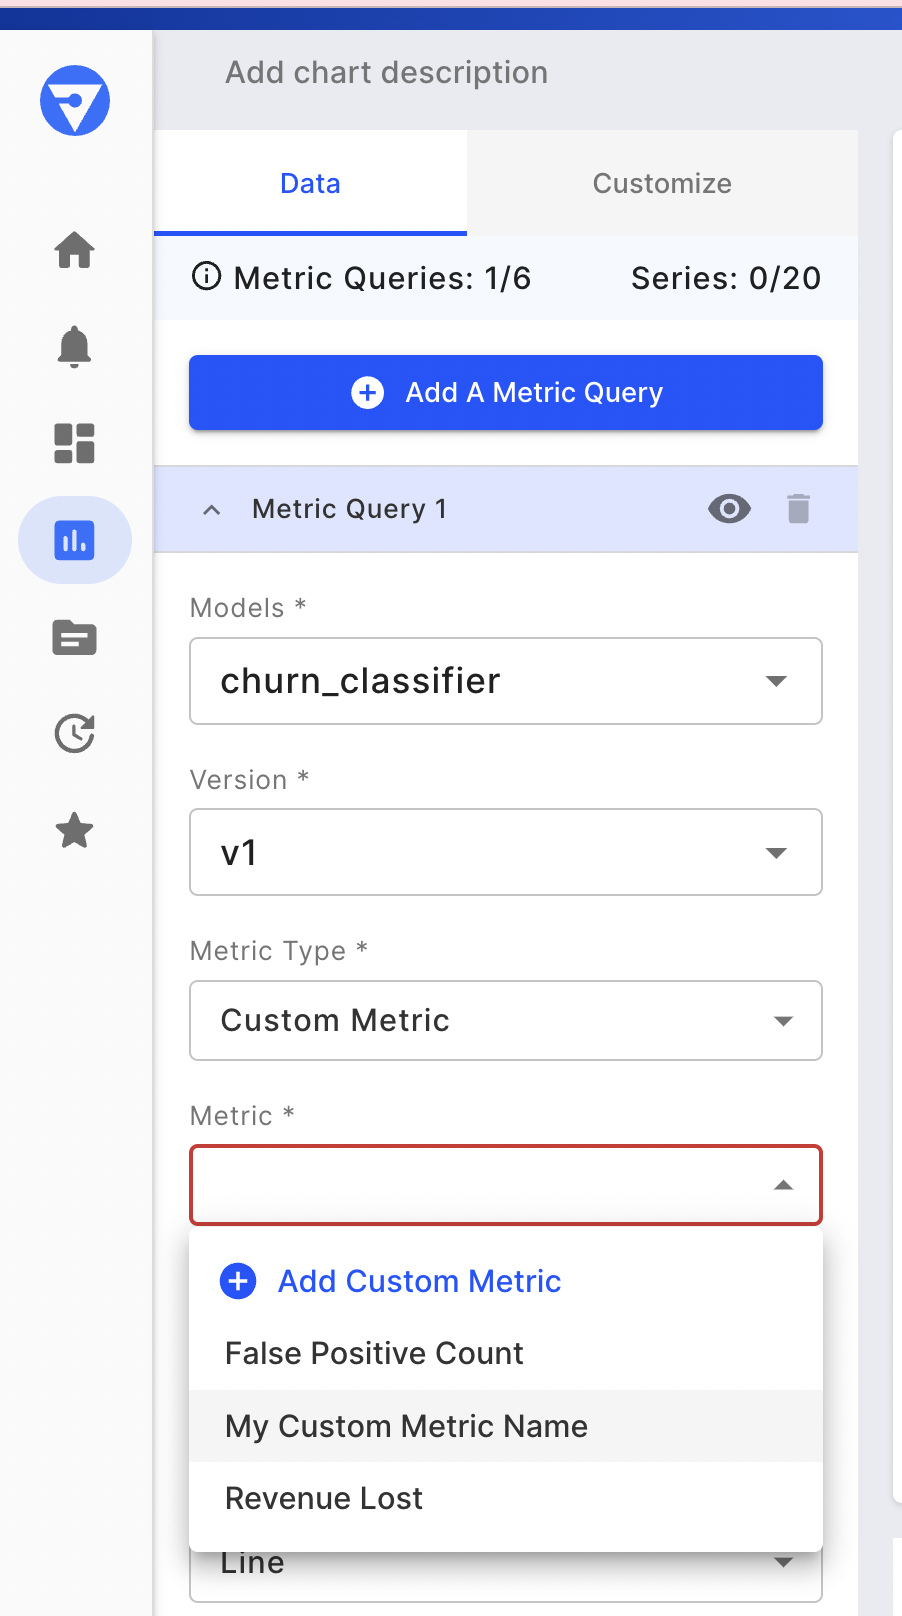 Add chart description
Data
Customize
Metric Queries: 1/6
Series: 0/20
Add A Metric Query
Metric Query 1
Models *
churn_classifier
Version *
v1
Metric Type *
Custom Metric
Metric *
Add Custom Metric
False Positive Count
My Custom Metric Name
Revenue Lost
Line